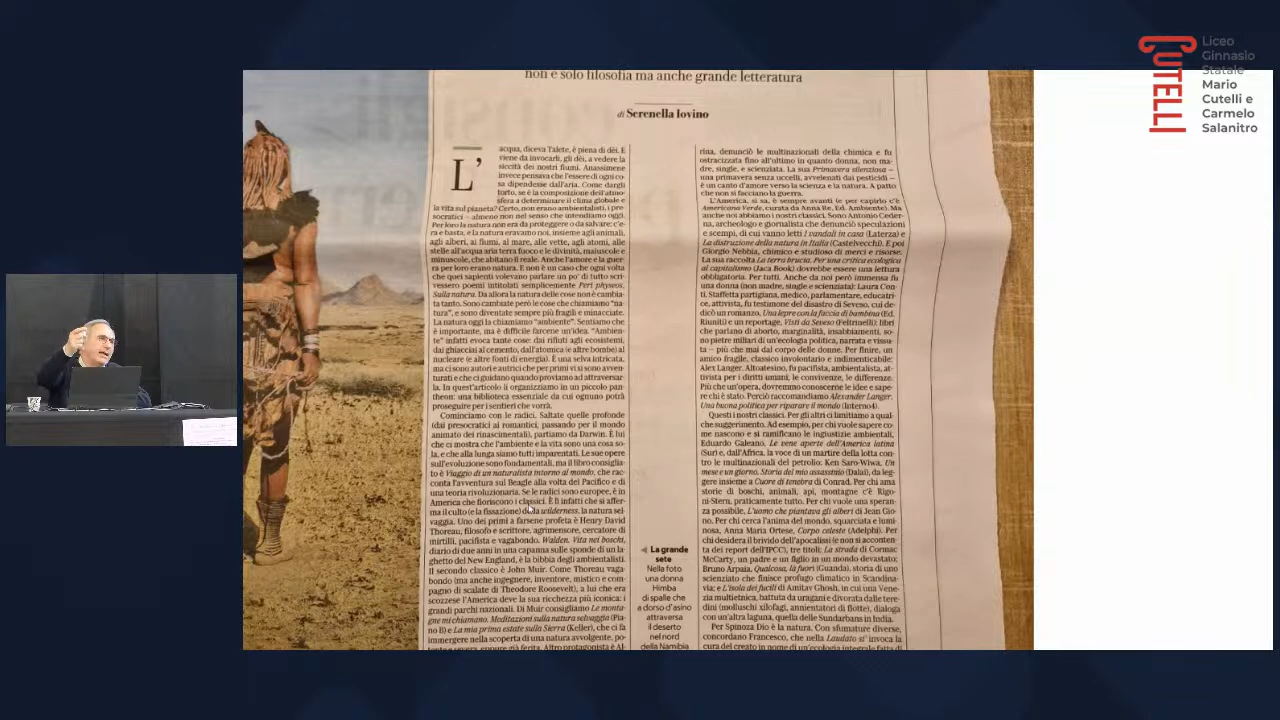 Liceo
Ginnasio
Statale
Mario
Cutelli e
Carmelo
Salanitro
CUTELLI
non è solo filosofia ma anche grande letteratura
di Serenella Iovino
L'
acqua, diceva Talete, è piena di dèi. E
viene da invocarli, gli dèi, a vedere la
siccità dei nostri fiumi. Anassimene
invece pensava che l'essere di ogni co-
sa dipendesse dall'aria. Come dargli
torto, se è la composizione dell'atmo-
sfera a determinare il clima globale e
la vita sul pianeta? Certo, non erano ambientalisti, i pre-
socratici – almeno non nel senso che intendiamo oggi.
Per loro la natura non era da proteggere o da salvare: c'e-
ra e basta, e la natura eravamo noi, insieme agli animali,
agli alberi, ai fiumi, al mare, alle vette, agli atomi, alle
stelle all'acqua aria terra fuoco e le divinità, maiuscole e
minuscole, che abitano il reale. Anche l'amore e la guer-
ra per loro erano natura. E non è un caso che ogni volta
che quei sapienti volevano parlare un po' di tutto scri-
vessero poemi intitolati semplicemente Perì physeos,
Sulla natura. Da allora la natura delle cose non è cambia-
ta tanto. Sono cambiate però le cose che chiamiamo "na-
tura", e sono diventate sempre più fragili e minacciate.
La natura oggi la chiamiamo "ambiente". Sentiamo che
è importante, ma è difficile farcene un'idea. "Ambien-
te" infatti evoca tante cose: dai rifiuti agli ecosistemi,
dai ghiacciai al cemento, dall'atomica (e altre bombe) al
nucleare (e altre fonti di energia). È una selva intricata,
ma ci sono autori e autrici che per primi vi si sono avven-
turati e che ci guidano quando proviamo ad attraversar-
la. In quest'articolo li organizziamo in un piccolo pan-
theon: una biblioteca essenziale da cui ognuno potrà
proseguire per i sentieri che vorrà.
Cominciamo con le radici. Saltate quelle profonde
(dai presocratici ai romantici, passando per il mondo
animato dei rinascimentali), partiamo da Darwin. È lui
che ci mostra che l'ambiente e la vita sono una cosa so-
la, e che alla lunga siamo tutti imparentati. Le sue opere
sull'evoluzione sono fondamentali, ma il libro consiglia-
to è Viaggio di un naturalista intorno al mondo, che rac-
conta l'avventura sul Beagle alla volta del Pacifico e di
una teoria rivoluzionaria. Se le radici sono europee, è in
America che fioriscono i classici. È lì infatti che si affer-
ma il culto (e la fissazione) della wilderness, la natura sel-
vaggia. Uno dei primi a farsene profeta è Henry David
Thoreau, filosofo e scrittore, agrimensore, cercatore di
mirtilli, pacifista e vagabondo. Walden. Vita nei boschi,
diario di due anni in una capanna sulle sponde di un la-
ghetto del New England, è la bibbia degli ambientalisti.
Il secondo classico è John Muir. Come Thoreau vaga-
bondo (ma anche ingegnere, inventore, mistico e com-
pagno di scalate di Theodore Roosevelt), a lui che era
scozzese l'America deve la sua ricchezza più iconica: i
grandi parchi nazionali. Di Muir consigliamo Le monta-
gne mi chiamano. Meditazioni sulla natura selvaggia (Pia-
no B) e La mia prima estate sulla Sierra (Keller), che ci fa
immergere nella scoperta di una natura avvolgente, po-
tente e severa, eppure già ferita. Altro protagonista è Al-
◄ La grande
sete
Nella foto
una donna
Himba
di spalle che
a dorso d'asino
attraversa
il deserto
nel nord
della Namibia
rina, denunciò le multinazionali della chimica e fu
ostracizzata fino all'ultimo in quanto donna, non ma-
dre, single, e scienziata. La sua Primavera silenziosa –
una primavera senza uccelli, avvelenati dai pesticidi –
è un canto d'amore verso la scienza e la natura. A patto
che non si facciano la guerra.
L'America, si sa, è sempre avanti (e per capirlo c'è
Americana Verde, curata da Anna Re, Ed. Ambiente). Ma
anche noi abbiamo i nostri classici. Sono Antonio Ceder-
na, archeologo e giornalista che denunciò speculazioni
e scempi, di cui vanno letti I vandali in casa (Laterza) e
La distruzione della natura in Italia (Castelvecchi). E poi
Giorgio Nebbia, chimico e studioso di merci e risorse.
La sua raccolta La terra brucia. Per una critica ecologica
al capitalismo (Jaca Book) dovrebbe essere una lettura
obbligatoria. Per tutti. Anche da noi però immensa fu
una donna (non madre, single e scienziata): Laura Con-
ti. Staffetta partigiana, medico, parlamentare, educatri-
ce, attivista, fu testimone del disastro di Seveso, cui de-
dicò un romanzo, Una lepre con la faccia di bambina (Ed.
Riuniti) e un reportage, Visti da Seveso (Feltrinelli): libri
che parlano di aborto, marginalità, insabbiamenti, so-
no pietre miliari di un'ecologia politica, narrata e vissu-
ta – più che mai dal corpo delle donne. Per finire, un
amico fragile, classico involontario e indimenticabile:
Alex Langer. Altoatesino, fu pacifista, ambientalista, at-
tivista per i diritti umani, le convivenze, le differenze.
Più che un'opera, dovremmo conoscerne le idee e sape-
re chi è stato. Perciò raccomandiamo Alexander Langer.
Una buona politica per riparare il mondo (Interno4).
Questi i nostri classici. Per gli altri ci limitiamo a qual-
che suggerimento. Ad esempio, per chi vuole sapere co-
me nascono e si ramificano le ingiustizie ambientali,
Eduardo Galeano, Le vene aperte dell'America latina
(Sur) e, dall'Africa, la voce di un martire della lotta con-
tro le multinazionali del petrolio: Ken Saro-Wiwa, Un
mese e un giorno. Storia del mio assassinio (Dalai), da leg-
gere insieme a Cuore di tenebra di Conrad. Per chi ama
storie di boschi, animali, api, montagne c'è Rigo-
ni-Stern, praticamente tutto. Per chi vuole una speran-
za possibile, L'uomo che piantava gli alberi di Jean Gio-
no. Per chi cerca l'anima del mondo, squarciata e lumi-
nosa, Anna Maria Ortese, Corpo celeste (Adelphi). Per
chi desidera il brivido dell'apocalissi (e non si acconten-
ta dei report dell'IPCC), tre titoli: La strada di Cormac
McCarty, un padre e un figlio in un mondo devastato;
Bruno Arpaia, Qualcosa, là fuori (Guanda), storia di uno
scienziato che finisce profugo climatico in Scandina-
via; e L'isola dei fucili di Amitav Ghosh, in cui una Vene-
zia multietnica, battuta da uragani e divorata dalle tere-
dini (molluschi xilofagi, annientatori di flotte), dialoga
con un'altra laguna, quella delle Sundarbans in India.
Per Spinoza Dio è la natura. Con sfumature diverse,
concordano Francesco, che nella Laudato si' invoca la
cura del creato in nome di un'ecologia integrale fatta di